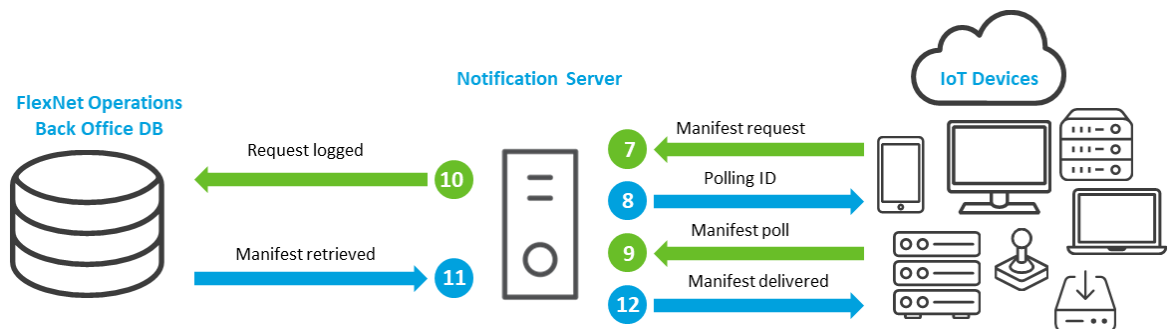 FlexNet Operations
Back Office DB
Request logged
10
Manifest retrieved
11
Notification Server
7
Manifest request
8
Polling ID
9
Manifest poll
12
Manifest delivered
IoT Devices